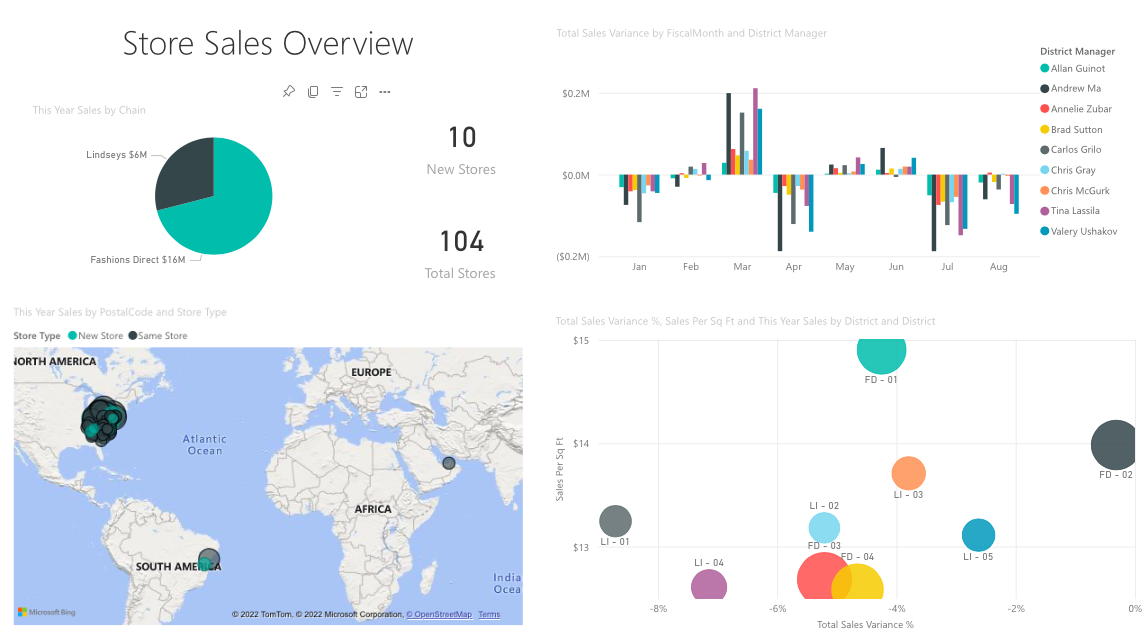 Store Sales Overview
This Year Sales by Chain
Lindseys $6M
Fashions Direct $16M
10
New Stores
104
Total Stores
Total Sales Variance by FiscalMonth and District Manager
$0.2M
$0.0M
($0.2M)
Jan Feb Mar Apr May Jun Jul Aug
District Manager
Allan Guinot
Andrew Ma
Annelie Zubar
Brad Sutton
Carlos Grilo
Chris Gray
Chris McGurk
Tina Lassila
Valery Ushakov
This Year Sales by PostalCode and Store Type
Store Type New Store Same Store
NORTH AMERICA
EUROPE
Atlantic
Ocean
AFRICA
SOUTH AMERICA
India
Ocea
Microsoft Bing
© 2022 TomTom, © 2022 Microsoft Corporation, © OpenStreetMap Terms
Total Sales Variance %, Sales Per Sq Ft and This Year Sales by District and District
Sales Per Sq Ft
$15
$14
$13
FD - 01
FD - 02
LI - 03
LI - 02
LI - 01
FD - 03
LI - 05
FD - 04
LI - 04
-8% -6% -4% -2% 0%
Total Sales Variance %